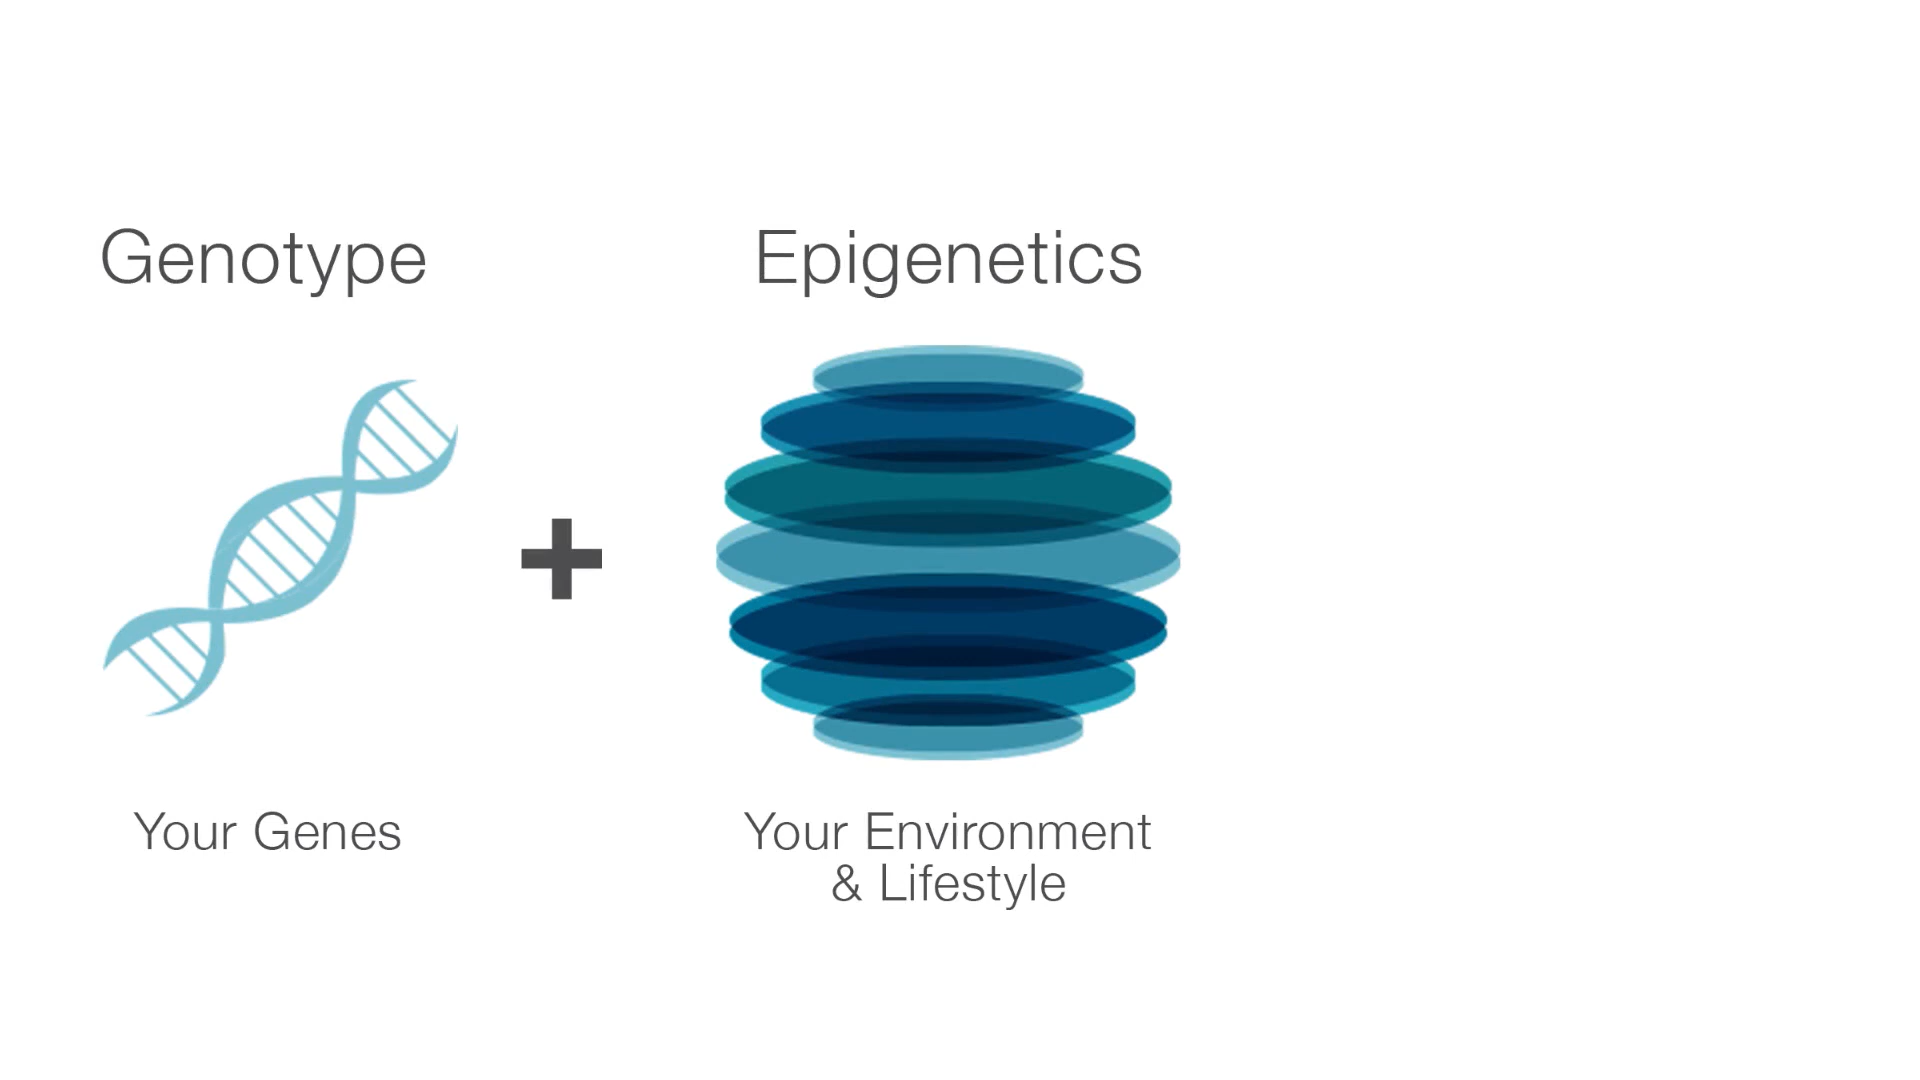 Genotype
Epigenetics
+
Your Genes
Your Environment
& Lifestyle